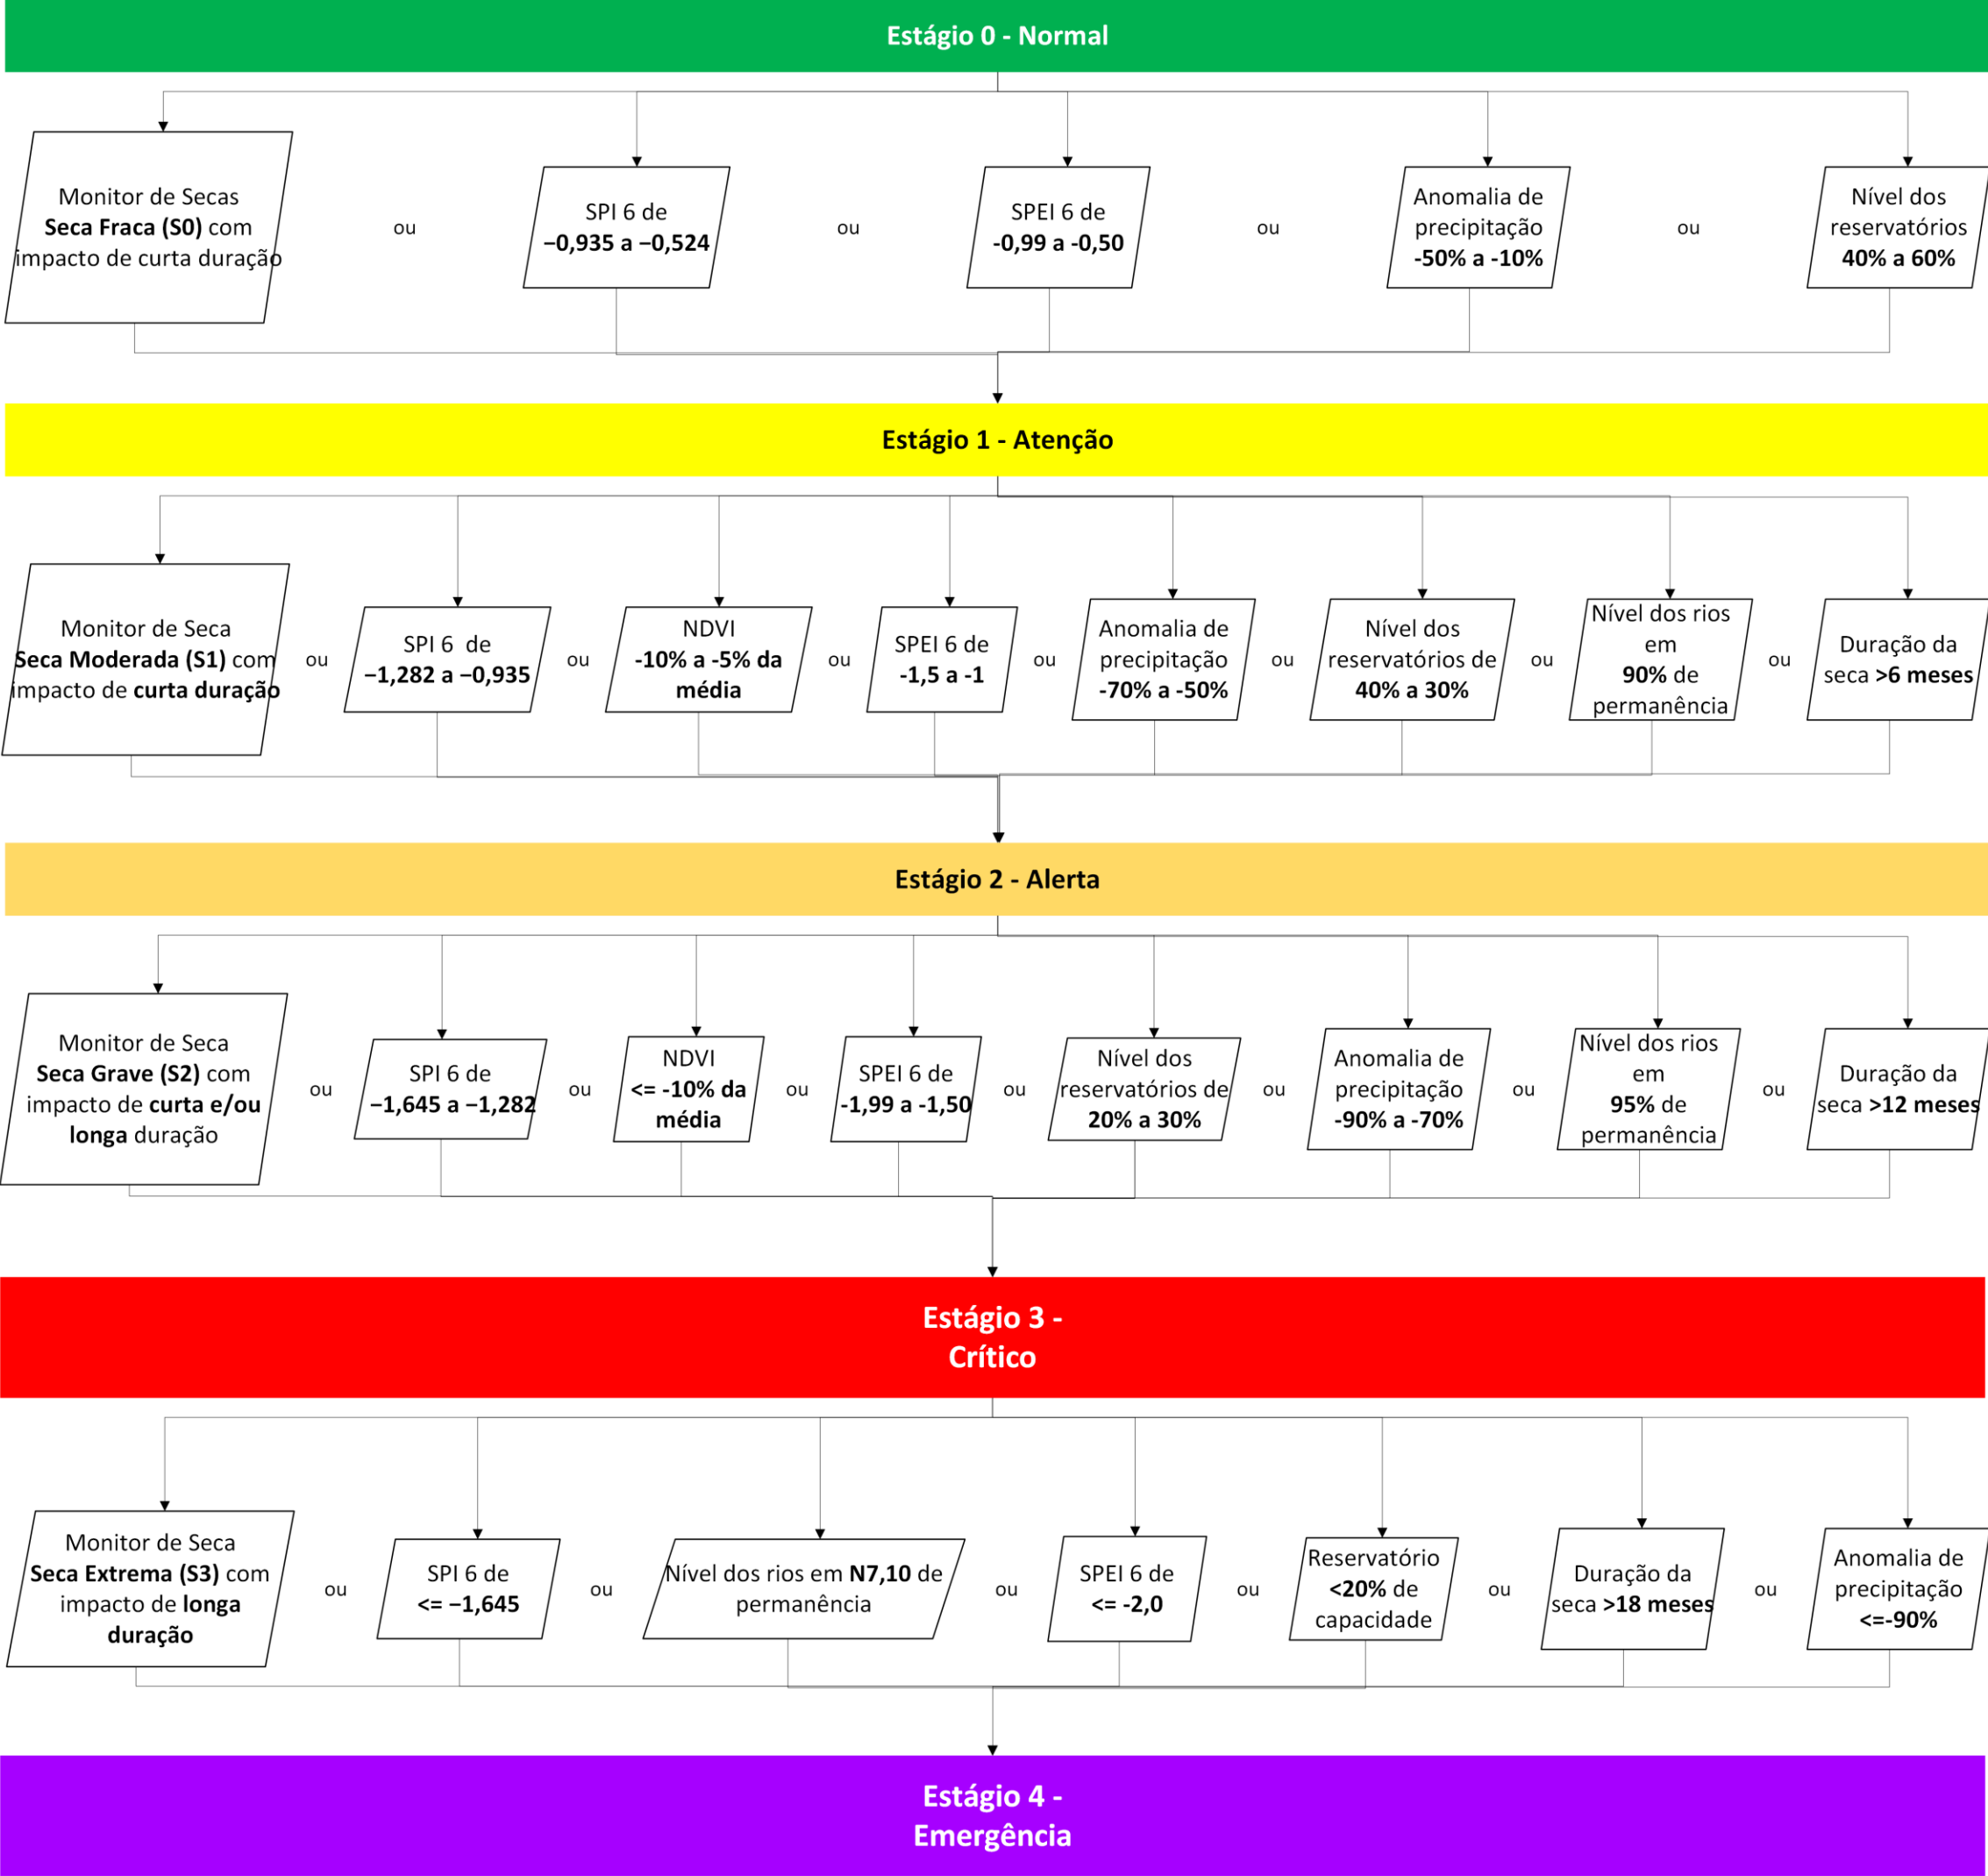 Estágio 0 - Normal
Monitor de Secas
Seca Fraca (S0) com
impacto de curta duração
ou
SPI 6 de
−0,935 a −0,524
ou
SPEI 6 de
-0,99 a -0,50
ou
Anomalia de
precipitação
-50% a -10%
ou
Nível dos
reservatórios
40% a 60%
Estágio 1 - Atenção
Monitor de Seca
Seca Moderada (S1) com
impacto de curta duração
ou
SPI 6 de
−1,282 a −0,935
ou
NDVI
-10% a -5% da
média
ou
SPEI 6 de
-1,5 a -1
ou
Anomalia de
precipitação
-70% a -50%
ou
Nível dos
reservatórios de
40% a 30%
ou
Nível dos rios
em
90% de
permanência
ou
Duração da
seca >6 meses
Estágio 2 - Alerta
Monitor de Seca
Seca Grave (S2) com
impacto de curta e/ou
longa duração
ou
SPI 6 de
−1,645 a −1,282
ou
NDVI
<= -10% da
média
ou
SPEI 6 de
-1,99 a -1,50
ou
Nível dos
reservatórios de
20% a 30%
ou
Anomalia de
precipitação
-90% a -70%
ou
Nível dos rios
em
95% de
permanência
ou
Duração da
seca >12 meses
Estágio 3 -
Crítico
Monitor de Seca
Seca Extrema (S3) com
impacto de longa
duração
ou
SPI 6 de
<= −1,645
ou
Nível dos rios em N7,10 de
permanência
ou
SPEI 6 de
<= -2,0
ou
Reservatório
<20% de
capacidade
ou
Duração da
seca >18 meses
ou
Anomalia de
precipitação
<=-90%
Estágio 4 -
Emergência